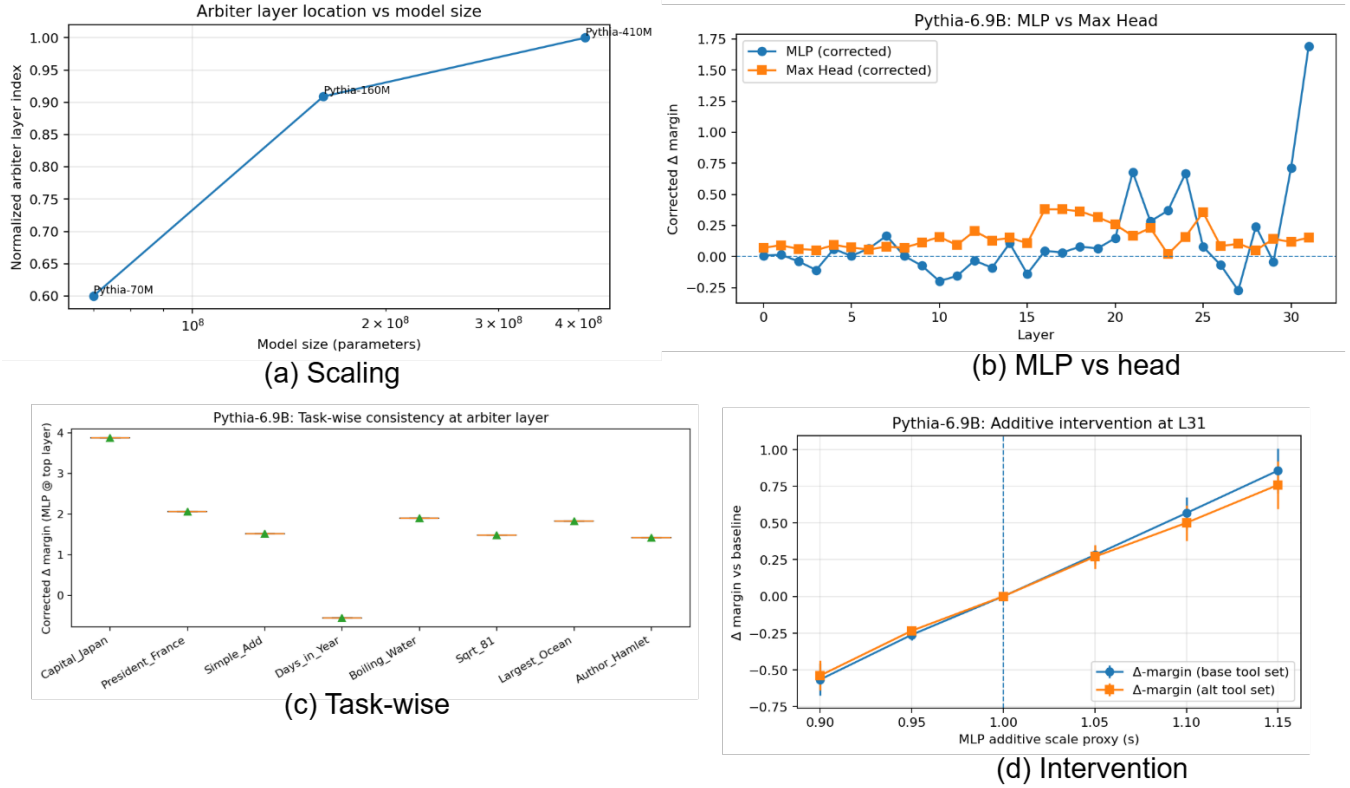 Arbiter layer location vs model size
Normalized arbiter layer index
1.00
0.95
0.90
0.85
0.80
0.75
0.70
0.65
0.60
Pythia-410M
Pythia-160M
Pythia-70M
10⁸
2 × 10⁸
3 × 10⁸
4 × 10⁸
Model size (parameters)
(a) Scaling
Pythia-6.9B: MLP vs Max Head
Corrected Δ margin
1.75
1.50
1.25
1.00
0.75
0.50
0.25
0.00
−0.25
MLP (corrected)
Max Head (corrected)
0
5
10
15
20
25
30
Layer
(b) MLP vs head
Pythia-6.9B: Task-wise consistency at arbiter layer
Corrected Δ margin (MLP @ top layer)
4
3
2
1
0
Capital_Japan
President_France
Simple_Add
Days_in_Year
Boiling_Water
Sqrt_81
Largest_Ocean
Author_Hamlet
(c) Task-wise
Pythia-6.9B: Additive intervention at L31
Δ margin vs baseline
1.00
0.75
0.50
0.25
0.00
−0.25
−0.50
−0.75
Δ-margin (base tool set)
Δ-margin (alt tool set)
0.90
0.95
1.00
1.05
1.10
1.15
MLP additive scale proxy (s)
(d) Intervention